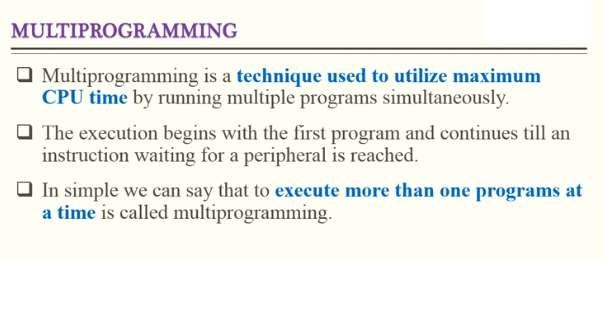 MULTIPROGRAMMING
❑ Multiprogramming is a technique used to utilize maximum
CPU time by running multiple programs simultaneously.
❑ The execution begins with the first program and continues till an
instruction waiting for a peripheral is reached.
❑ In simple we can say that to execute more than one programs at
a time is called multiprogramming.